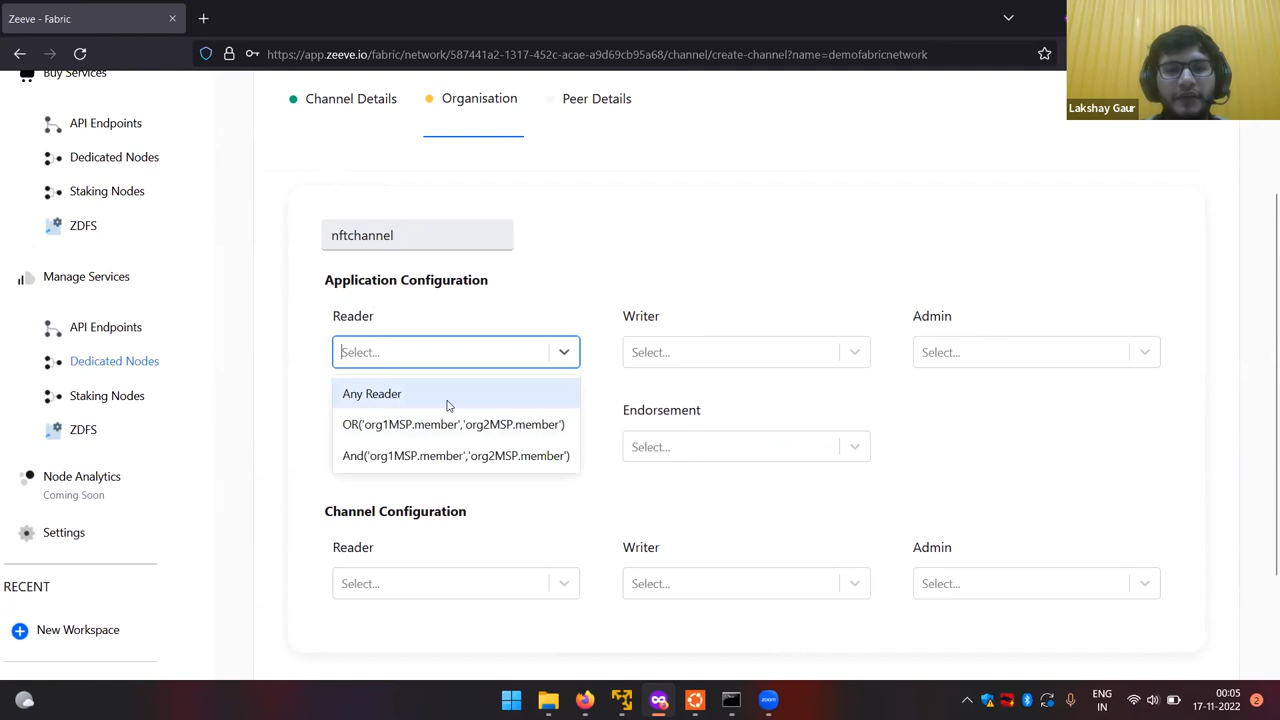 Zeeve - Fabric
https://app.zeeve.io/fabric/network/587441a2-1317-452c-acae-a9d69cb95a68/channel/create-channel?name=demofabricnetwork
Lakshay Gaur
Buy Services
API Endpoints
Dedicated Nodes
Staking Nodes
ZDFS
Manage Services
API Endpoints
Dedicated Nodes
Staking Nodes
ZDFS
Node Analytics
Coming Soon
Settings
RECENT
New Workspace
Channel Details
Organisation
Peer Details
nftchannel
Application Configuration
Reader
Writer
Admin
Select...
Select...
Select...
Any Reader
OR('org1MSP.member','org2MSP.member')
And('org1MSP.member','org2MSP.member')
Endorsement
Select...
Channel Configuration
Reader
Writer
Admin
Select...
Select...
Select...
zoom
ENG
IN
00:05
17-11-2022
2